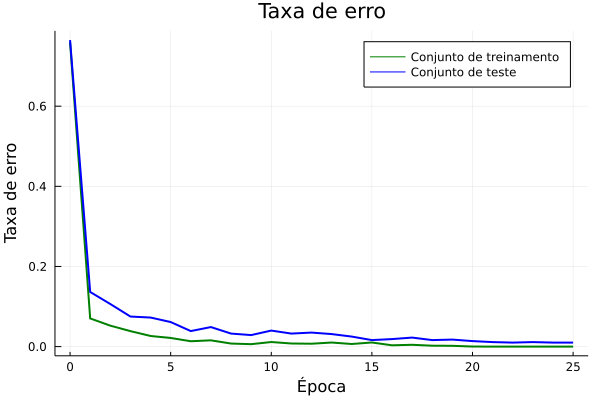 Taxa de erro
Conjunto de treinamento
Conjunto de teste
Taxa de erro
0.6
0.4
0.2
0.0
0 5 10 15 20 25
Época